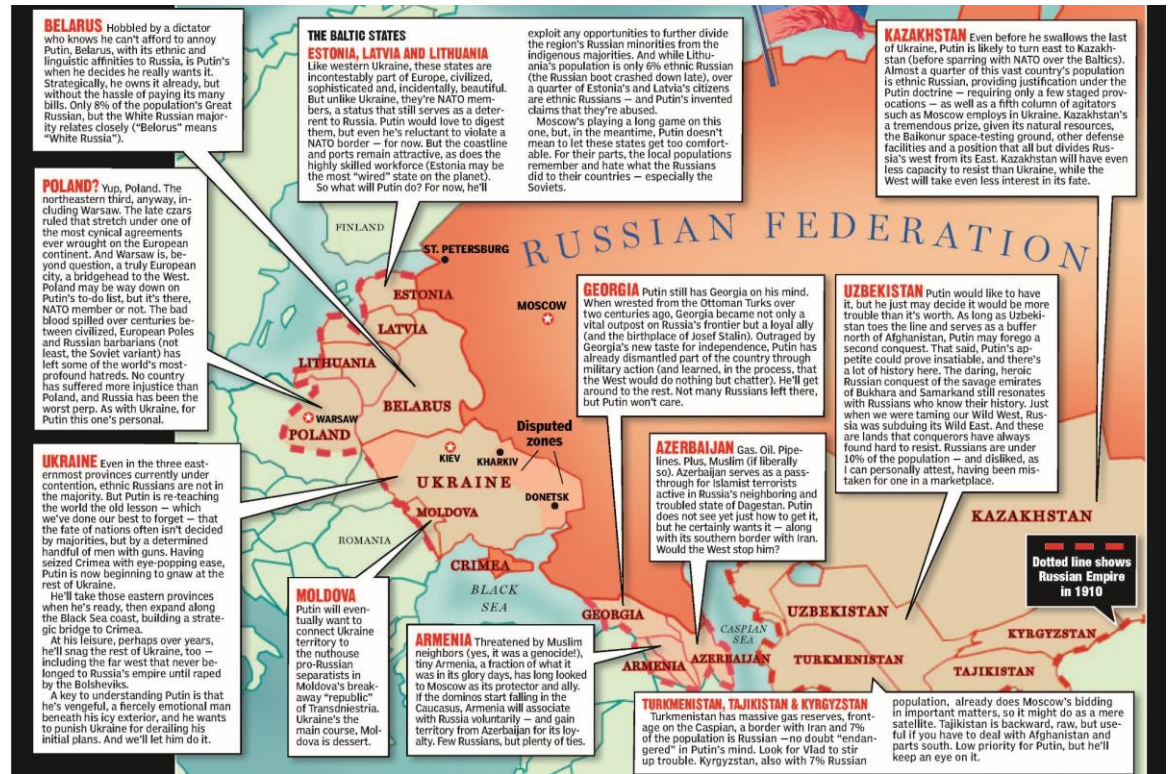 BELARUS Hobbled by a dictator
who knows he can't afford to annoy
Putin, Belarus, with its ethnic and
linguistic affinities to Russia, is Putin's
when he decides he really wants it.
Strategically, he owns it already, but
without the hassle of paying its many
bills. Only 8% of the population's Great
Russian, but the White Russian major-
ity relates closely ("Belorus" means
"White Russia").
THE BALTIC STATES
ESTONIA, LATVIA AND LITHUANIA
Like western Ukraine, these states are
incontestably part of Europe, civilized,
sophisticated and, incidentally, beautiful.
But unlike Ukraine, they're NATO mem-
bers, a status that still serves as a deter-
rent to Russia. Putin would love to digest
them, but even he's reluctant to violate a
NATO border — for now. But the coastline
and ports remain attractive, as does the
highly skilled workforce (Estonia may be
the most "wired" state on the planet).
So what will Putin do? For now, he'll
exploit any opportunities to further divide
the region's Russian minorities from the
indigenous majorities. And while Lithu-
ania's population is only 6% ethnic Russian
(the Russian boot crashed down late), over
a quarter of Estonia's and Latvia's citizens
are ethnic Russians — and Putin's invented
claims that they're abused.
Moscow's playing a long game on this
one, but, in the meantime, Putin doesn't
mean to let these states get too comfort-
able. For their parts, the local populations
remember and hate what the Russians
did to their countries — especially the
Soviets.
KAZAKHSTAN Even before he swallows the last
of Ukraine, Putin is likely to turn east to Kazakh-
stan (before sparring with NATO over the Baltics).
Almost a quarter of this vast country's population
is ethnic Russian, providing justification under the
Putin doctrine – requiring only a few staged prov-
ocations — as well as a fifth column of agitators
such as Moscow employs in Ukraine. Kazakhstan's
a tremendous prize, given its natural resources,
the Baikonur space-testing ground, other defense
facilities and a position that all but divides Rus-
sia's west from its East. Kazakhstan will have even
less capacity to resist than Ukraine, while the
West will take even less interest in its fate.
POLAND? Yup, Poland. The
northeastern third, anyway, in-
cluding Warsaw. The late czars
ruled that stretch under one of
the most cynical agreements
ever wrought on the European
continent. And Warsaw is, be-
yond question, a truly European
city, a bridgehead to the West.
Poland may be way down on
Putin's to-do list, but it's there,
NATO member or not. The bad
blood spilled over centuries be-
tween civilized, European Poles
and Russian barbarians (not
least, the Soviet variant) has
left some of the world's most-
profound hatreds. No country
has suffered more injustice than
Poland, and Russia has been the
worst perp. As with Ukraine, for
Putin this one's personal.
FINLAND
ST. PETERSBURG
RUSSIAN FEDERATION
MOSCOW
ESTONIA
LATVIA
LITHUANIA
BELARUS
WARSAW
POLAND
GEORGIA Putin still has Georgia on his mind.
When wrested from the Ottoman Turks over
two centuries ago, Georgia became not only a
vital outpost on Russia's frontier but a loyal ally
(and the birthplace of Josef Stalin). Outraged by
Georgia's new taste for independence, Putin has
already dismantled part of the country through
military action (and learned, in the process, that
the West would do nothing but chatter). He'll get
around to the rest. Not many Russians left there,
but Putin won't care.
UZBEKISTAN Putin would like to have
it, but he just may decide it would be more
trouble than it's worth. As long as Uzbeki-
stan toes the line and serves as a buffer
north of Afghanistan, Putin may forego a
second conquest. That said, Putin's ap-
petite could prove insatiable, and there's
a lot of history here. The daring, heroic
Russian conquest of the savage emirates
of Bukhara and Samarkand still resonates
with Russians who know their history. Just
when we were taming our Wild West, Rus-
sia was subduing its Wild East. And these
are lands that conquerors have always
found hard to resist. Russians are under
10% of the population — and disliked, as
I can personally attest, having been mis-
taken for one in a marketplace.
UKRAINE Even in the three east-
ernmost provinces currently under
contention, ethnic Russians are not in
the majority. But Putin is re-teaching
the world the old lesson — which
we've done our best to forget — that
the fate of nations often isn't decided
by majorities, but by a determined
handful of men with guns. Having
seized Crimea with eye-popping ease,
Putin is now beginning to gnaw at the
rest of Ukraine.
He'll take those eastern provinces
when he's ready, then expand along
the Black Sea coast, building a strate-
gic bridge to Crimea.
At his leisure, perhaps over years,
he'll snag the rest of Ukraine, too —
including the far west that never be-
longed to Russia's empire until raped
by the Bolsheviks.
A key to understanding Putin is that
he's vengeful, a fiercely emotional man
beneath his icy exterior, and he wants
to punish Ukraine for derailing his
initial plans. And we'll let him do it.
Disputed
zones
KIEV
KHARKIV
UKRAINE
DONETSK
MOLDOVA
ROMANIA
CRIMEA
BLACK
SEA
AZERBAIJAN Gas. Oil. Pipe-
lines. Plus, Muslim (if liberally
so). Azerbaijan serves as a pass-
through for Islamist terrorists
active in Russia's neighboring and
troubled state of Dagestan. Putin
does not see yet just how to get it,
but he certainly wants it — along
with its southern border with Iran.
Would the West stop him?
KAZAKHSTAN
Dotted line shows
Russian Empire
in 1910
MOLDOVA
Putin will even-
tually want to
connect Ukraine
territory to
the nuthouse
pro-Russian
separatists in
Moldova's break-
away "republic"
of Transdniestria.
Ukraine's the
main course, Mol-
dova is dessert.
ARMENIA Threatened by Muslim
neighbors (yes, it was a genocide!),
tiny Armenia, a fraction of what it
was in its glory days, has long looked
to Moscow as its protector and ally.
If the dominos start falling in the
Caucasus, Armenia will associate
with Russia voluntarily — and gain
territory from Azerbaijan for its loy-
alty. Few Russians, but plenty of ties.
GEORGIA
ARMENIA
AZERBAIJAN
CASPIAN
SEA
UZBEKISTAN
TURKMENISTAN
KYRGYZSTAN
TAJIKISTAN
TURKMENISTAN, TAJIKISTAN & KYRGYZSTAN
Turkmenistan has massive gas reserves, front-
age on the Caspian, a border with Iran and 7%
of the population is Russian —no doubt "endan-
gered" in Putin's mind. Look for Vlad to stir
up trouble. Kyrgyzstan, also with 7% Russian
population, already does Moscow's bidding
in important matters, so it might do as a mere
satellite. Tajikistan is backward, raw, but use-
ful if you have to deal with Afghanistan and
parts south. Low priority for Putin, but he'll
keep an eye on it.